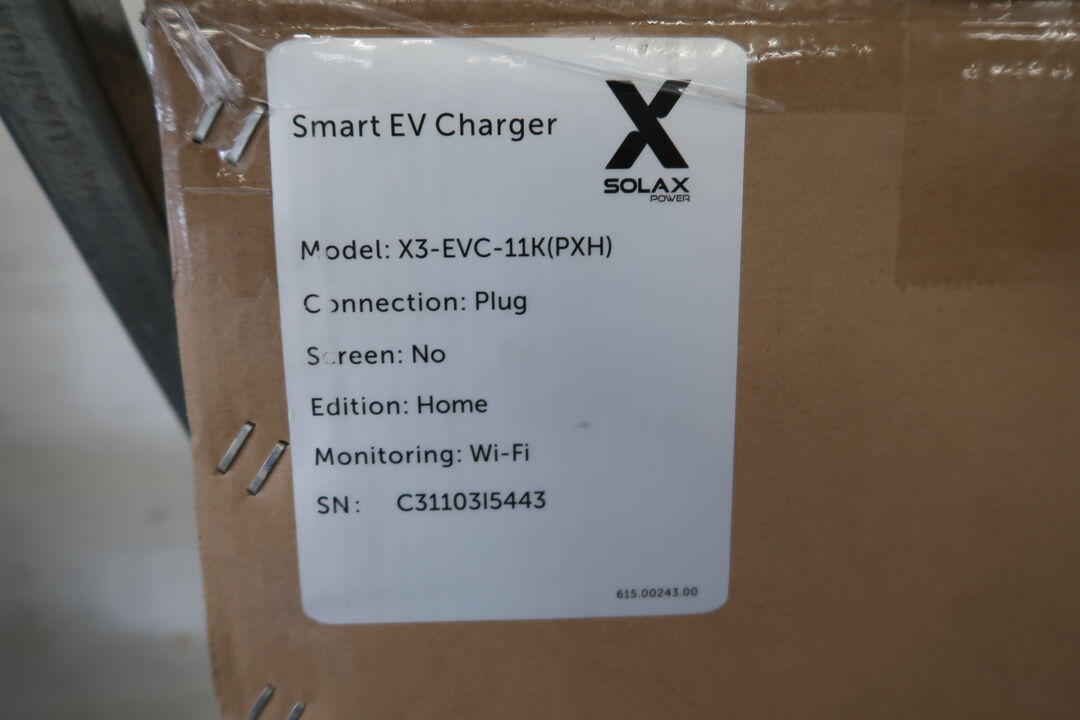 Smart EV Charger
X
SOLAX
POWER
Model: X3-EVC-11K(PXH)
Connection: Plug
Screen: No
Edition: Home
Monitoring: Wi-Fi
SN: C31103I5443
615.00243.00